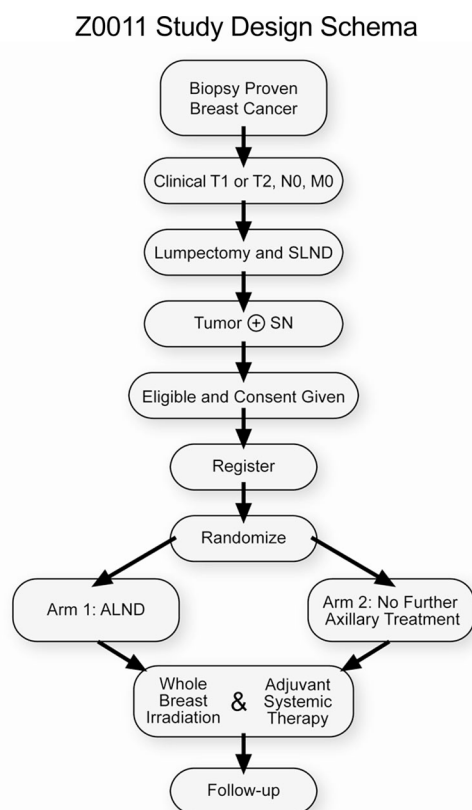 Z0011 Study Design Schema
Biopsy Proven
Breast Cancer
Clinical T1 or T2, N0, M0
Lumpectomy and SLND
Tumor ⊕ SN
Eligible and Consent Given
Register
Randomize
Arm 1: ALND
Arm 2: No Further
Axillary Treatment
Whole
Breast
Irradiation
&
Adjuvant
Systemic
Therapy
Follow-up